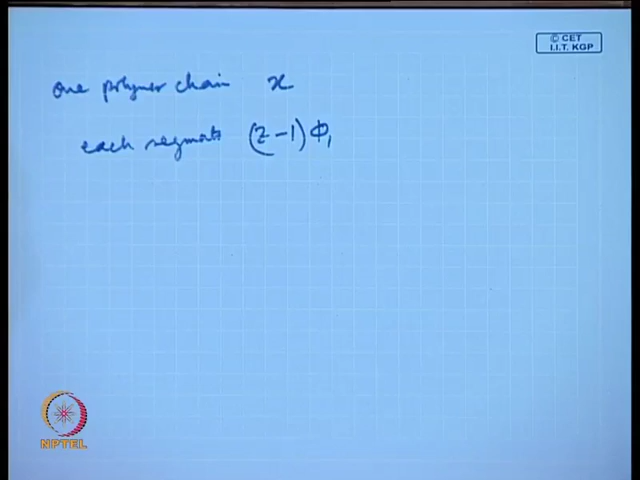 © CET
I.I.T. KGP
one polymer chain x
each segments (z-1) Φ₁
NPTEL